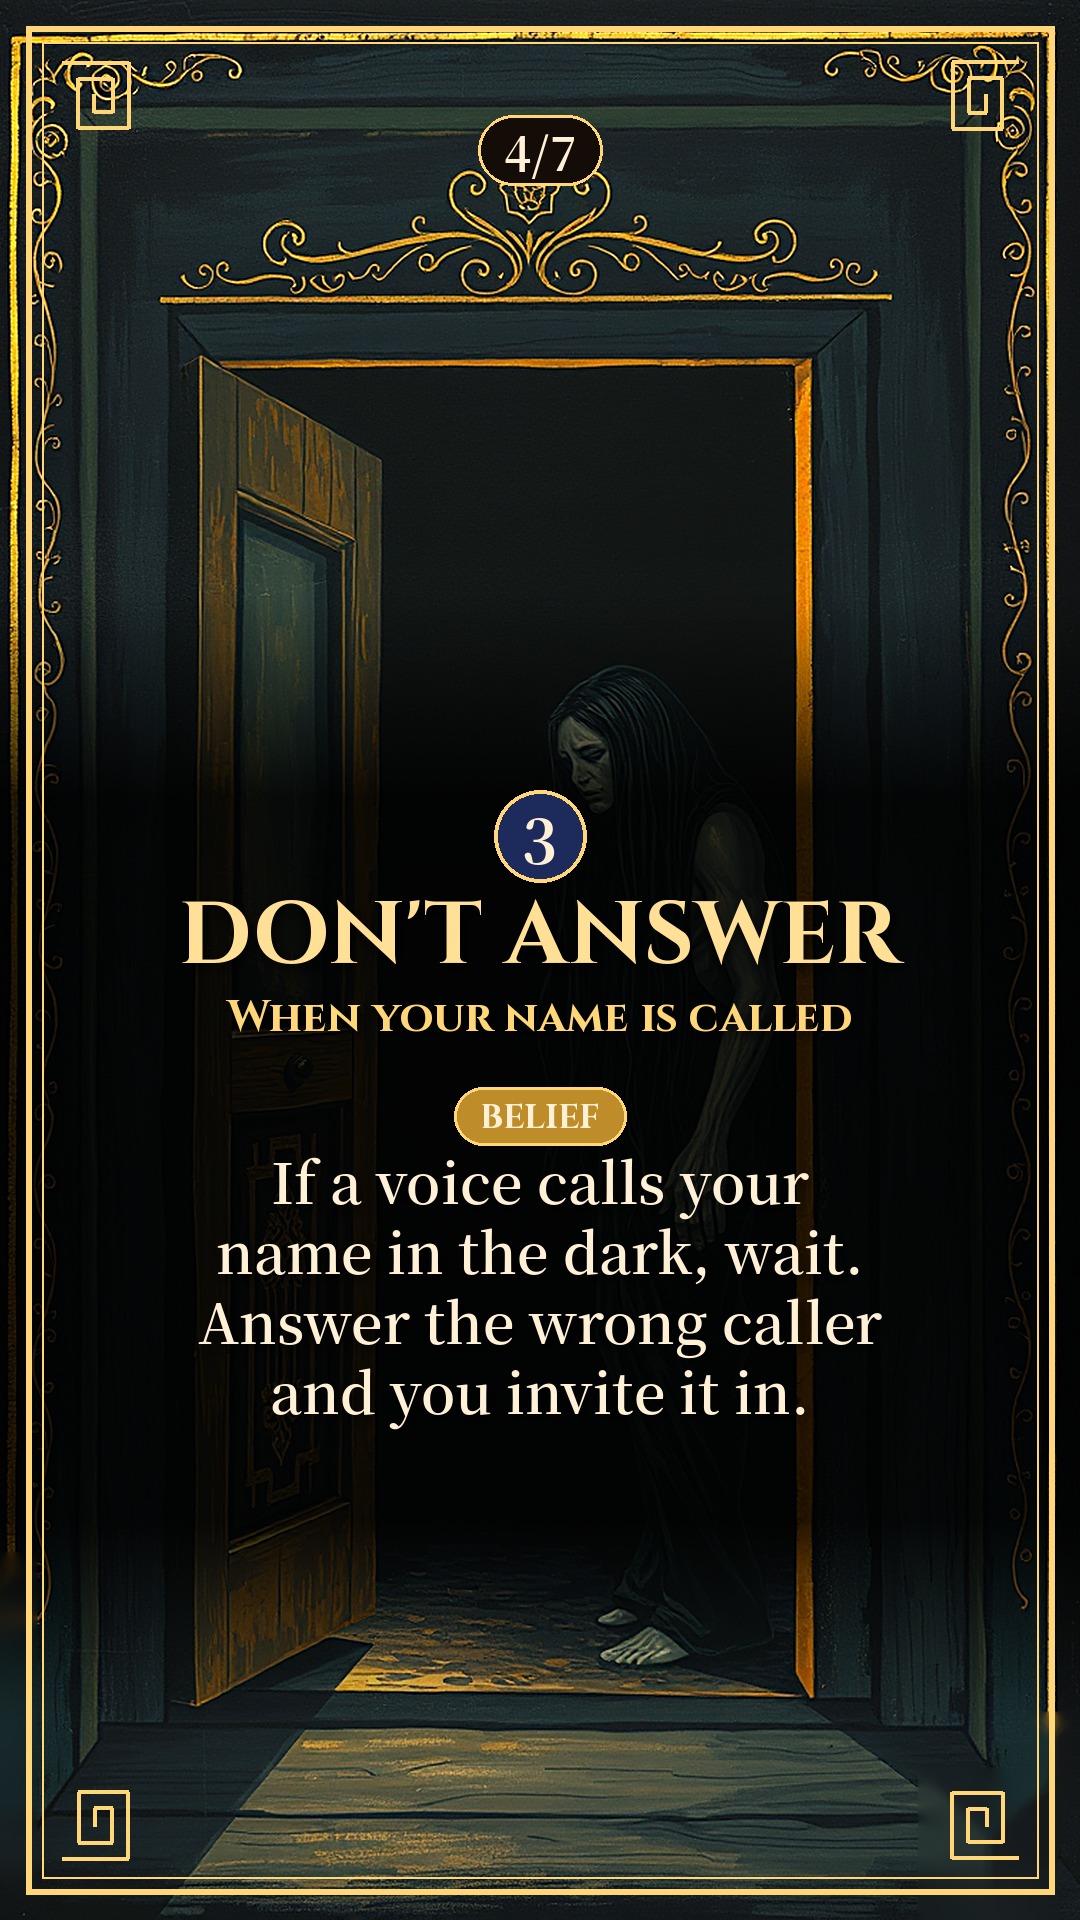 4/7
3
DON'T ANSWER
WHEN YOUR NAME IS CALLED
BELIEF
If a voice calls your
name in the dark, wait.
Answer the wrong caller
and you invite it in.